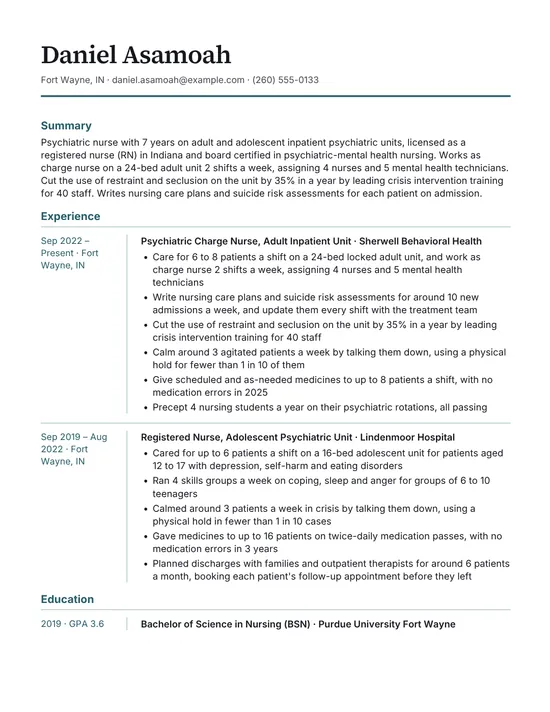 Daniel Asamoah
Fort Wayne, IN · daniel.asamoah@example.com · (260) 555-0133
Summary
Psychiatric nurse with 7 years on adult and adolescent inpatient psychiatric units, licensed as a
registered nurse (RN) in Indiana and board certified in psychiatric-mental health nursing. Works as
charge nurse on a 24-bed adult unit 2 shifts a week, assigning 4 nurses and 5 mental health technicians.
Cut the use of restraint and seclusion on the unit by 35% in a year by leading crisis intervention training
for 40 staff. Writes nursing care plans and suicide risk assessments for each patient on admission.
Experience
Sep 2022 –
Present · Fort
Wayne, IN
Psychiatric Charge Nurse, Adult Inpatient Unit · Sherwell Behavioral Health
• Care for 6 to 8 patients a shift on a 24-bed locked adult unit, and work as
charge nurse 2 shifts a week, assigning 4 nurses and 5 mental health
technicians
• Write nursing care plans and suicide risk assessments for around 10 new
admissions a week, and update them every shift with the treatment team
• Cut the use of restraint and seclusion on the unit by 35% in a year by leading
crisis intervention training for 40 staff
• Calm around 3 agitated patients a week by talking them down, using a physical
hold for fewer than 1 in 10 of them
• Give scheduled and as-needed medicines to up to 8 patients a shift, with no
medication errors in 2025
• Precept 4 nursing students a year on their psychiatric rotations, all passing
Sep 2019 – Aug
2022 · Fort
Wayne, IN
Registered Nurse, Adolescent Psychiatric Unit · Lindenmoor Hospital
• Cared for up to 6 patients a shift on a 16-bed adolescent unit for patients aged
12 to 17 with depression, self-harm and eating disorders
• Ran 4 skills groups a week on coping, sleep and anger for groups of 6 to 10
teenagers
• Calmed around 3 patients a week in crisis by talking them down, using a
physical hold in fewer than 1 in 10 cases
• Gave medicines to up to 16 patients on twice-daily medication passes, with no
medication errors in 3 years
• Planned discharges with families and outpatient therapists for around 6 patients
a month, booking each patient's follow-up appointment before they left
Education
2019 · GPA 3.6
Bachelor of Science in Nursing (BSN) · Purdue University Fort Wayne